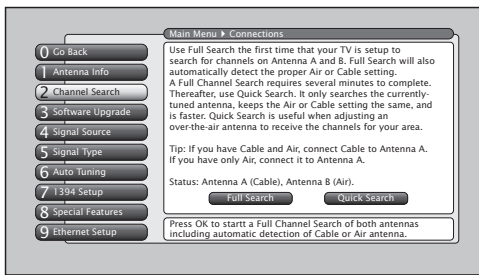 Main Menu ▸ Connections
0 Go Back
1 Antenna Info
2 Channel Search
3 Software Upgrade
4 Signal Source
5 Signal Type
6 Auto Tuning
7 1394 Setup
8 Special Features
9 Ethernet Setup
Use Full Search the first time that your TV is setup to
search for channels on Antenna A and B. Full Search will also
automatically detect the proper Air or Cable setting.
A Full Channel Search requires several minutes to complete.
Thereafter, use Quick Search. It only searches the currently-
tuned antenna, keeps the Air or Cable setting the same, and
is faster. Quick Search is useful when adjusting an
over-the-air antenna to receive the channels for your area.
Tip: If you have Cable and Air, connect Cable to Antenna A.
If you have only Air, connect it to Antenna A.
Status: Antenna A (Cable), Antenna B (Air).
Full Search
Quick Search
Press OK to startt a Full Channel Search of both antennas
including automatic detection of Cable or Air antenna.